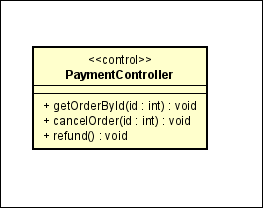 <<control>>
PaymentController
+ getOrderById(id : int) : void
+ cancelOrder(id : int) : void
+ refund() : void